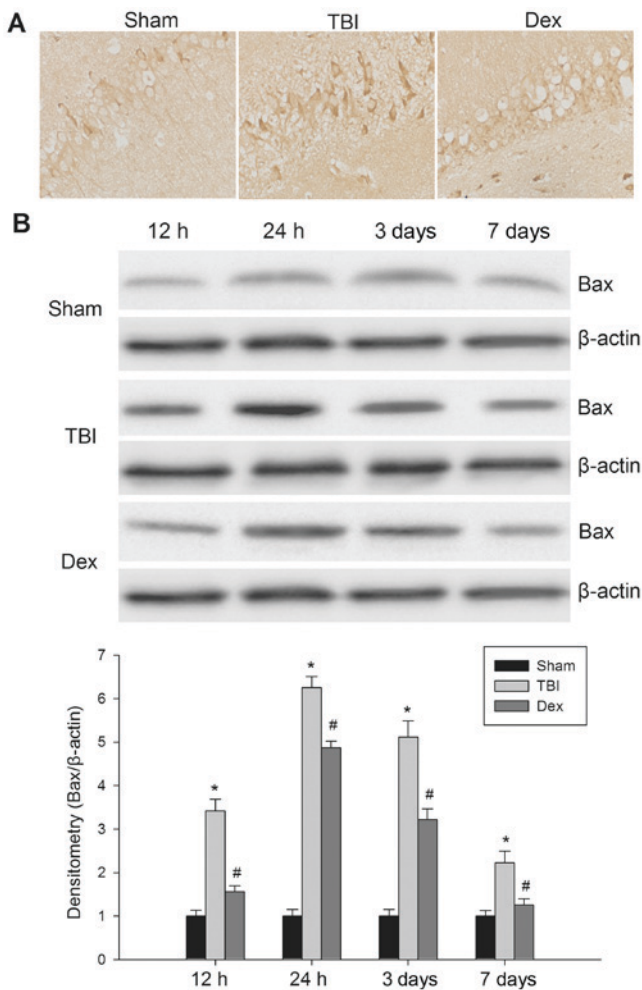 A
Sham TBI Dex
B
12 h 24 h 3 days 7 days
Bax
Sham
β-actin
Bax
TBI
β-actin
Bax
Dex
β-actin
7
Sham
TBI
Dex
6
5
4
3
2
1
0
Densitometry (Bax/β-actin)
* # * # * # * #
12 h 24 h 3 days 7 days